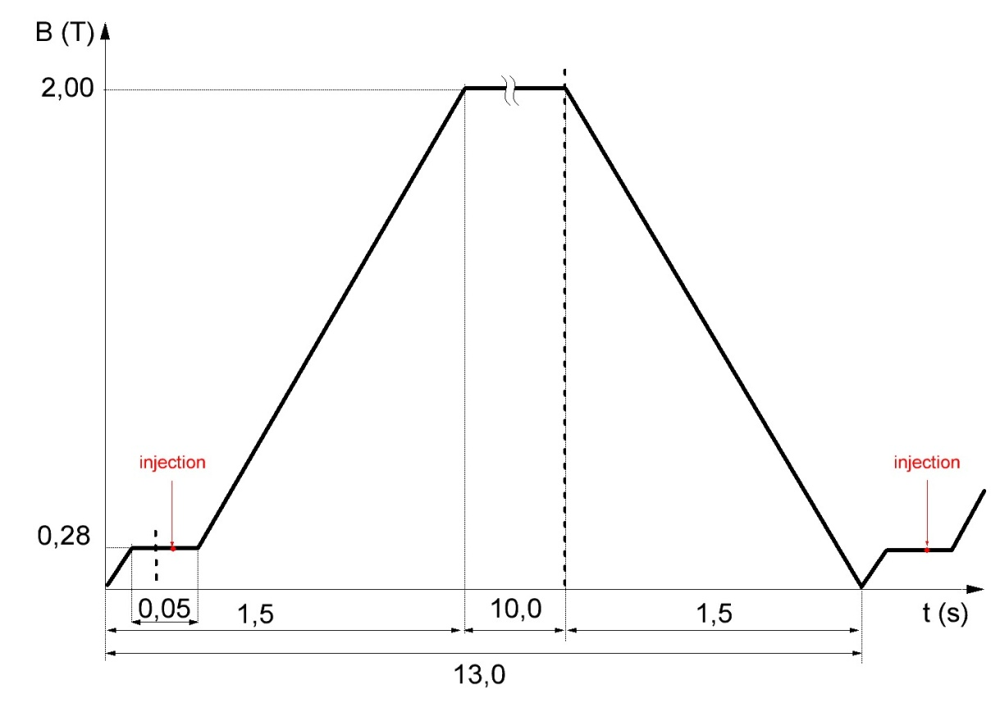 B (T)
2,00
injection
injection
0,28
0,05
1,5
10,0
1,5
t (s)
13,0